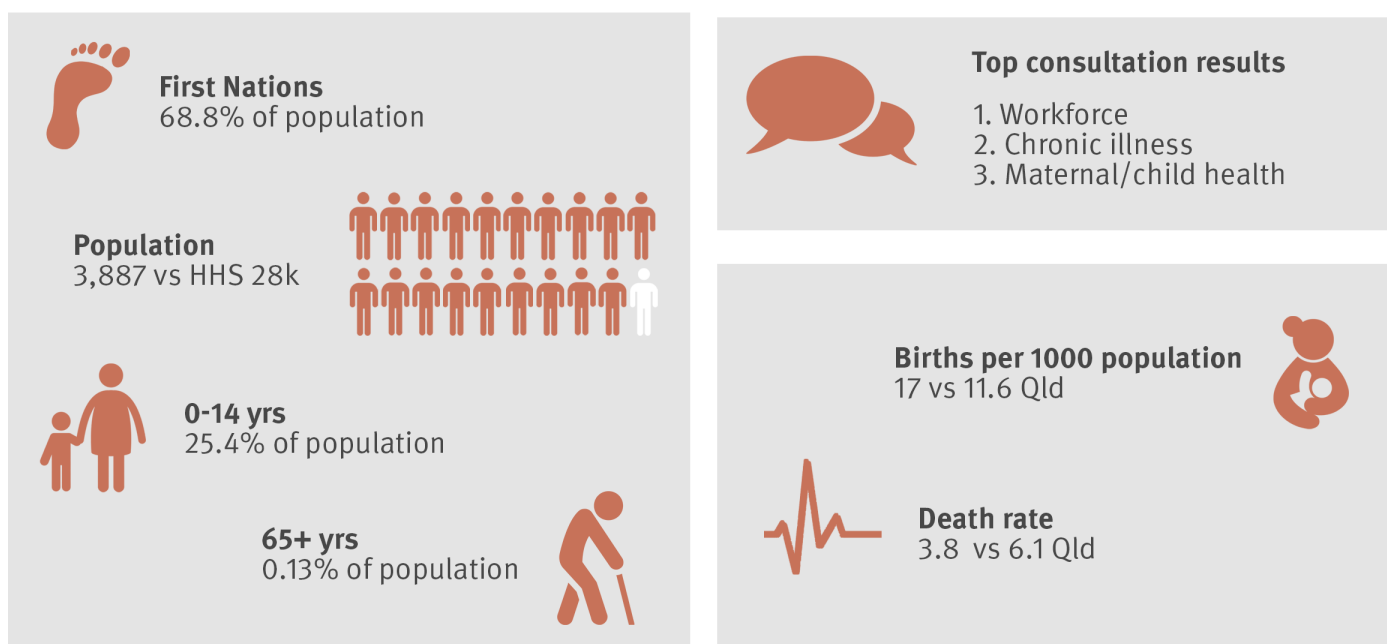 First Nations
68.8% of population
Population
3,887 vs HHS 28k
0-14 yrs
25.4% of population
65+ yrs
0.13% of population
Top consultation results
1. Workforce
2. Chronic illness
3. Maternal/child health
Births per 1000 population
17 vs 11.6 Qld
Death rate
3.8 vs 6.1 Qld